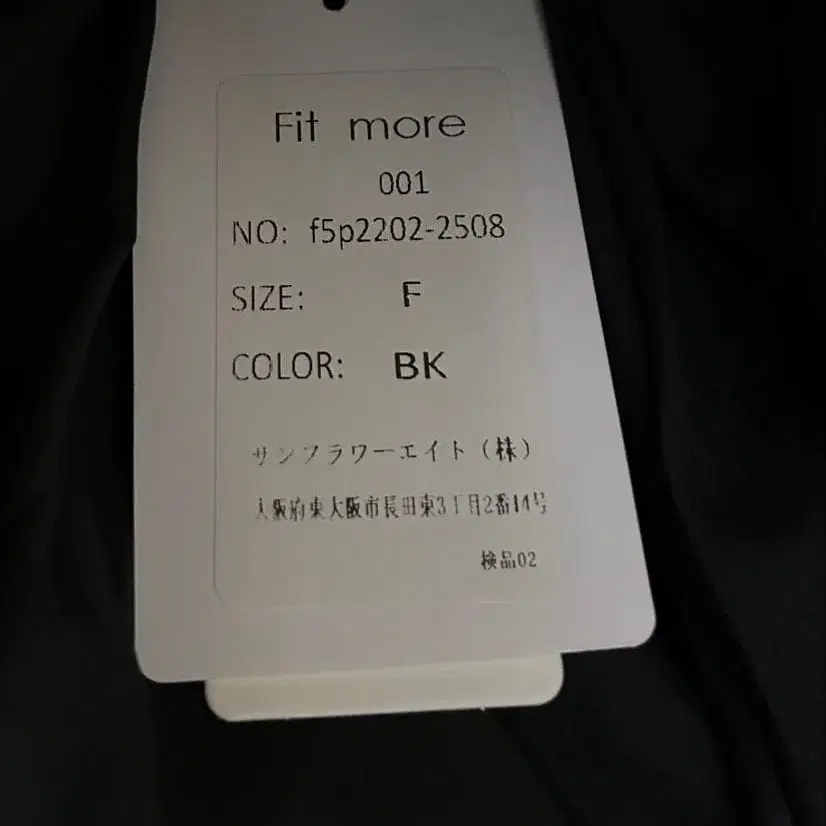 Fit more
001
NO: f5p2202-2508
SIZE: F
COLOR: BK
サンフラワーエイト（株）
大阪府東大阪市長田東3丁目2番14号
検品02